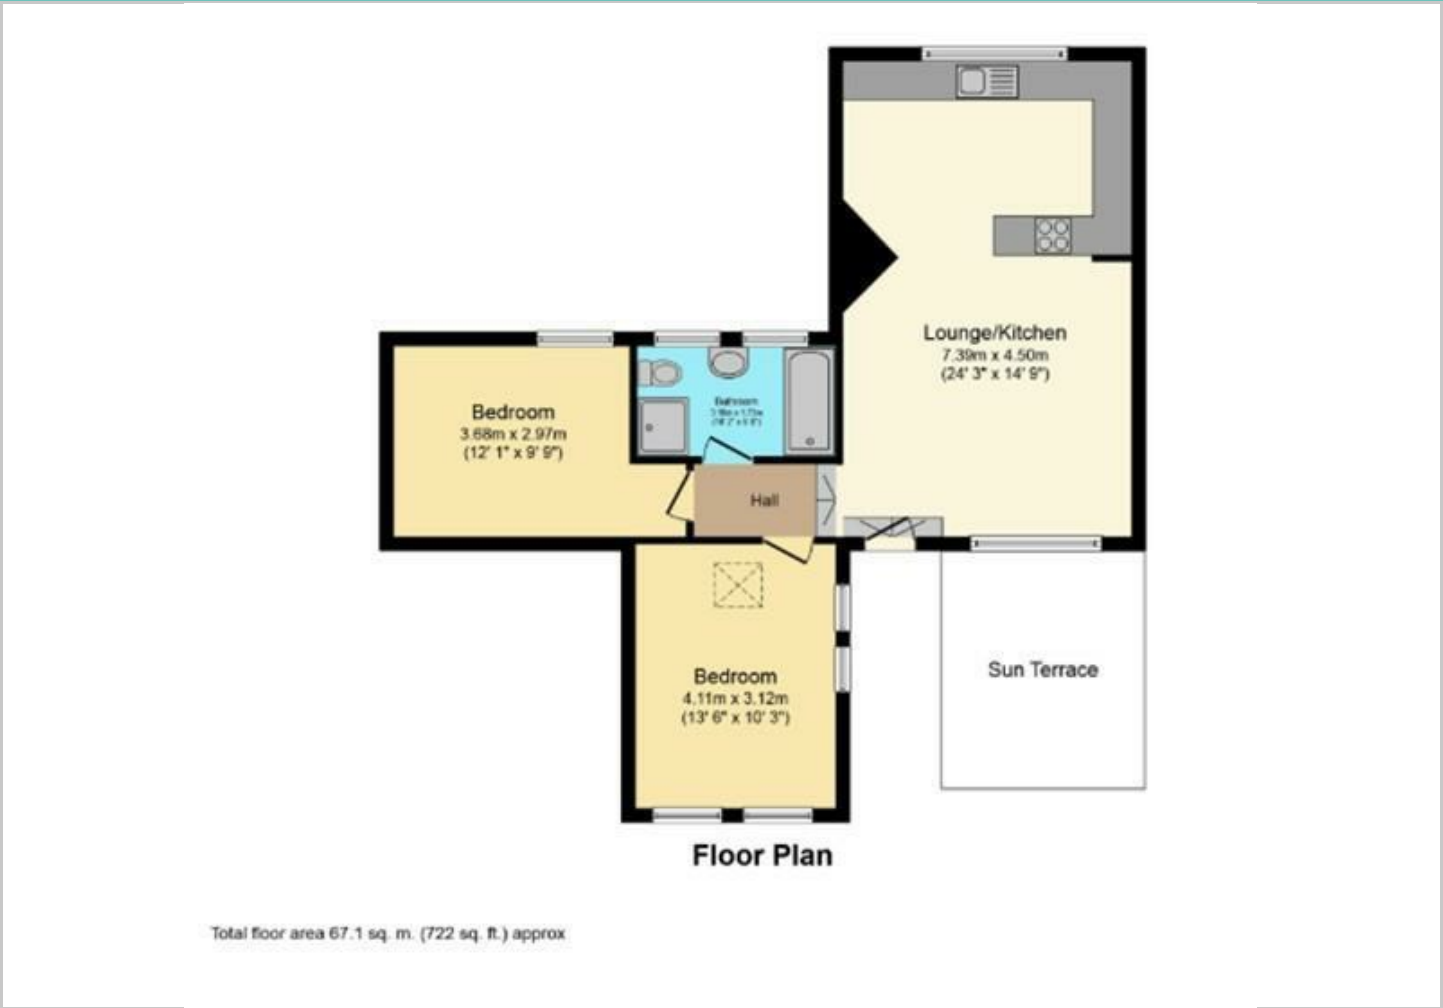 Lounge/Kitchen
7.39m x 4.50m
(24' 3" x 14' 9")
Bedroom
3.68m x 2.97m
(12' 1" x 9' 9")
Bathroom
Hall
Bedroom
4.11m x 3.12m
(13' 6" x 10' 3")
Sun Terrace
Floor Plan
Total floor area 67.1 sq. m. (722 sq. ft.) approx